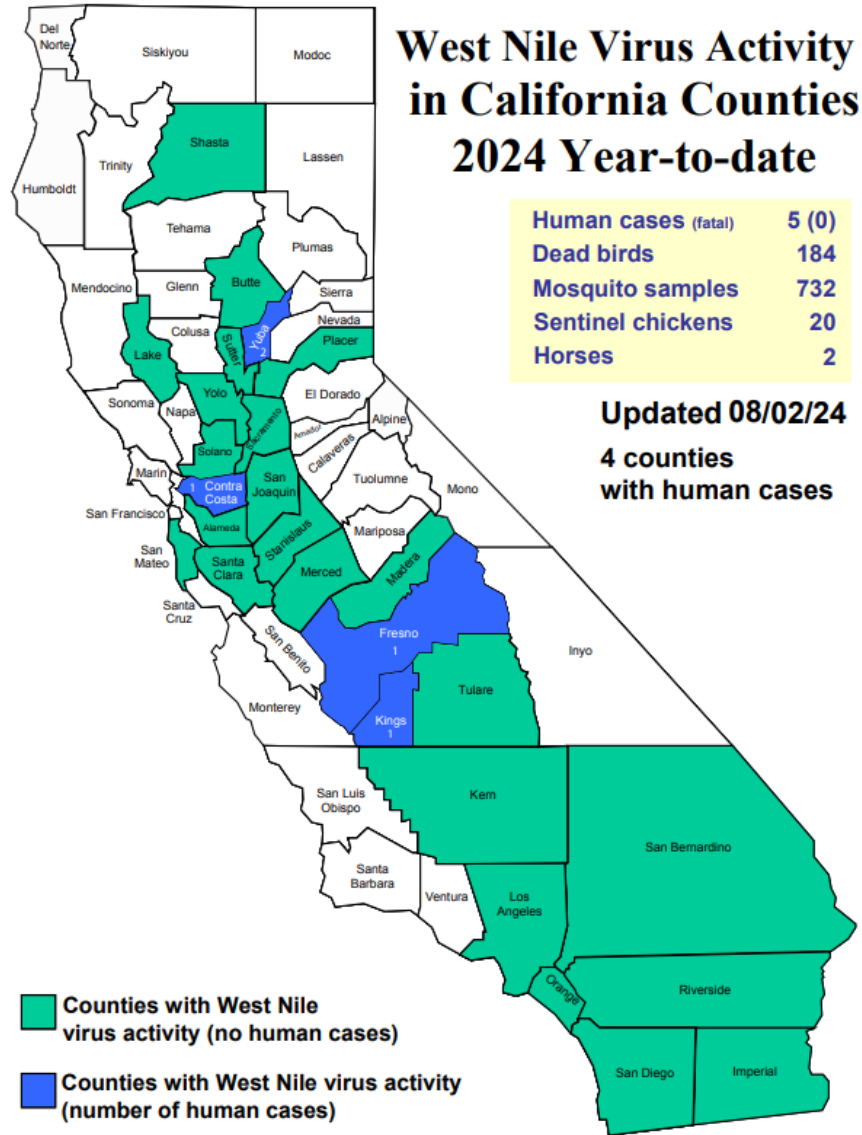 West Nile Virus Activity
in California Counties
2024 Year-to-date
Human cases (fatal) 5 (0)
Dead birds 184
Mosquito samples 732
Sentinel chickens 20
Horses 2
Updated 08/02/24
4 counties
with human cases
Del
Norte
Siskiyou
Modoc
Humboldt
Trinity
Shasta
Lassen
Tehama
Plumas
Mendocino
Glenn
Butte
Sierra
Colusa
Yuba
2
Nevada
Lake
Sutter
Placer
Sonoma
Napa
Yolo
El Dorado
Sacramento
Amador
Alpine
Solano
Calaveras
Marin
1 Contra
Costa
San
Joaquin
Tuolumne
Mono
San Francisco
Alameda
Stanislaus
Mariposa
San
Mateo
Santa
Clara
Merced
Madera
Santa
Cruz
San Benito
Fresno
1
Inyo
Monterey
Kings
1
Tulare
San Luis
Obispo
Kern
San Bernardino
Santa
Barbara
Ventura
Los
Angeles
Orange
Riverside
San Diego
Imperial
Counties with West Nile
virus activity (no human cases)
Counties with West Nile virus activity
(number of human cases)